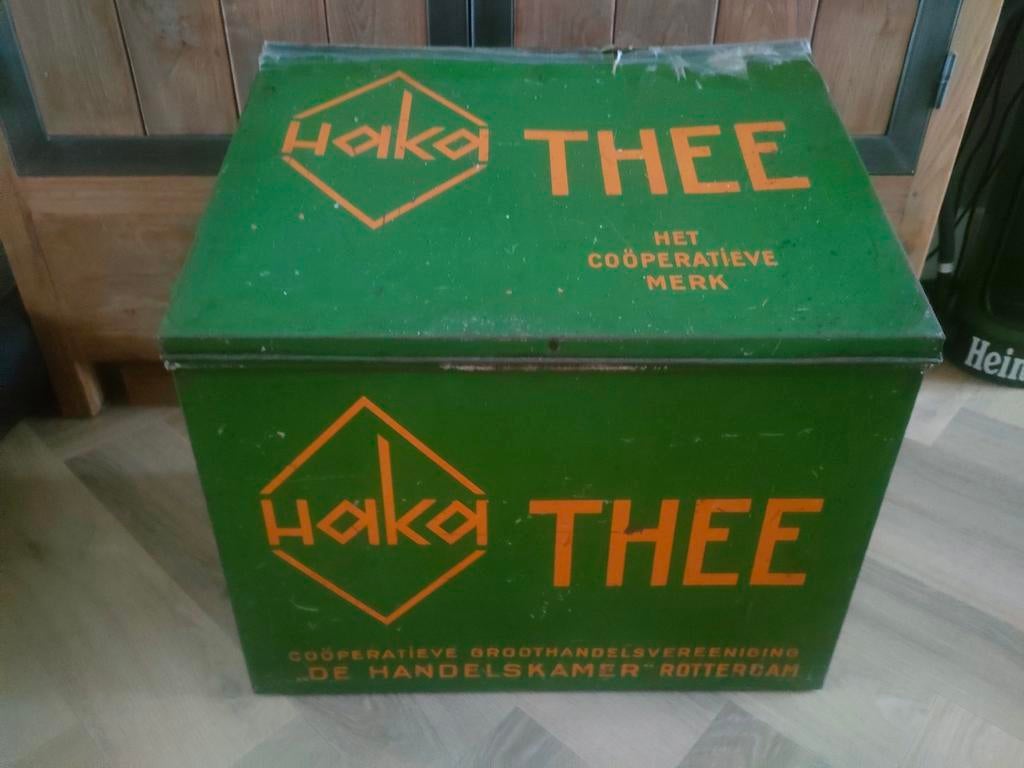 Haka THEE
HET
COÖPERATIEVE
MERK
Haka THEE
COÖPERATIEVE GROOTHANDELSVEREENIGING
„DE HANDELSKAMER" ROTTERDAM
Hein